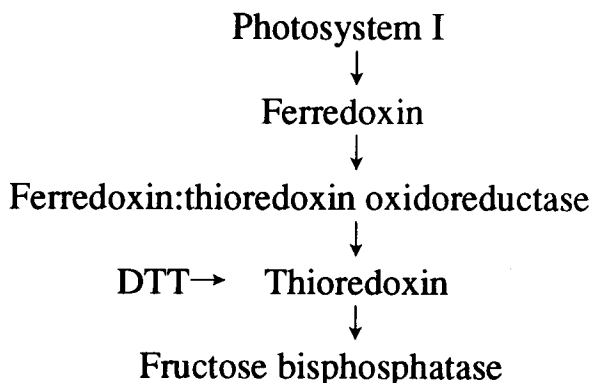 Photosystem I
Ferredoxin
Ferredoxin:thioredoxin oxidoreductase
DTT→ Thioredoxin
Fructose bisphosphatase